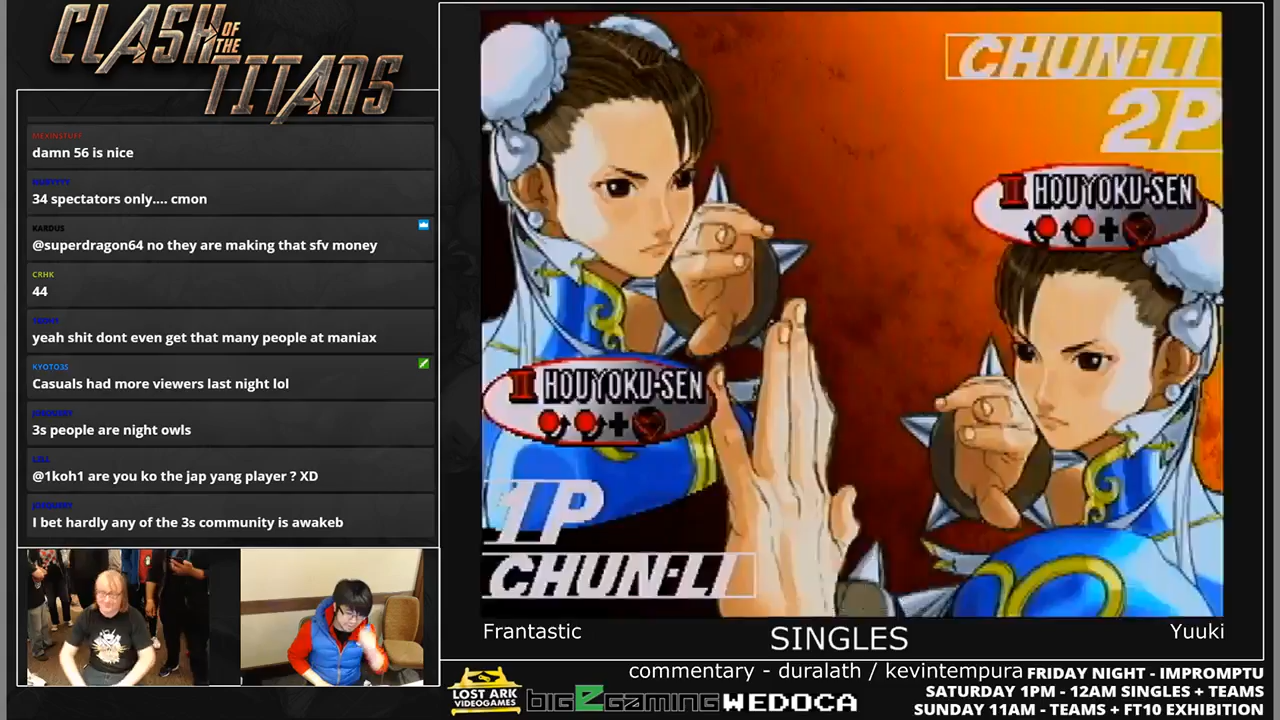 CLASH OF THE TITANS
MEKINSTUFF
damn 56 is nice
34 spectators only.... cmon
KARDUS
@superdragon64 no they are making that sfv money
CRHK
44
yeah shit dont even get that many people at maniax
KYOTO3S
Casuals had more viewers last night lol
3s people are night owls
@1koh1 are you ko the jap yang player ? XD
I bet hardly any of the 3s community is awakeb
CHUN-LI
2P
II HOUYOKU-SEN
+
II HOUYOKU-SEN
+
1P
CHUN-LI
Frantastic
SINGLES
Yuuki
commentary - duralath / kevintempura
LOST ARK
VIDEOGAMES
bigEgaming
WEDOCA
FRIDAY NIGHT - IMPROMPTU
SATURDAY 1PM - 12AM SINGLES + TEAMS
SUNDAY 11AM - TEAMS + FT10 EXHIBITION